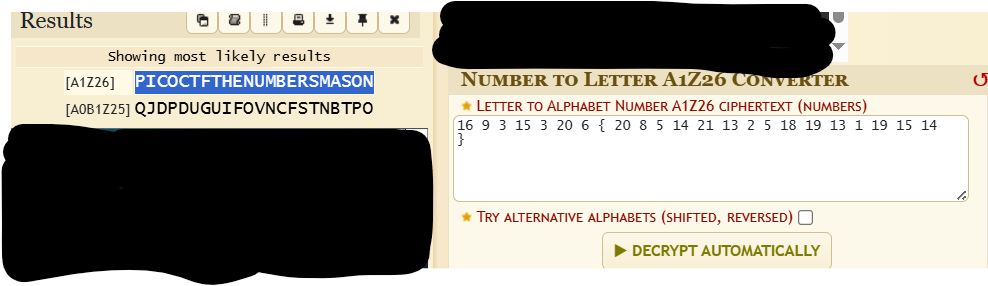 Results
Showing most likely results
[A1Z26] PICOCTFTHENUMBERSMASON
[A0B1Z25] QJDPDUGUIFOVNCFSTNBTPO
NUMBER TO LETTER A1Z26 CONVERTER
LETTER TO ALPHABET NUMBER A1Z26 CIPHERTEXT (NUMBERS)
16 9 3 15 3 20 6 { 20 8 5 14 21 13 2 5 18 19 13 1 19 15 14
}
TRY ALTERNATIVE ALPHABETS (SHIFTED, REVERSED)
▶ DECRYPT AUTOMATICALLY